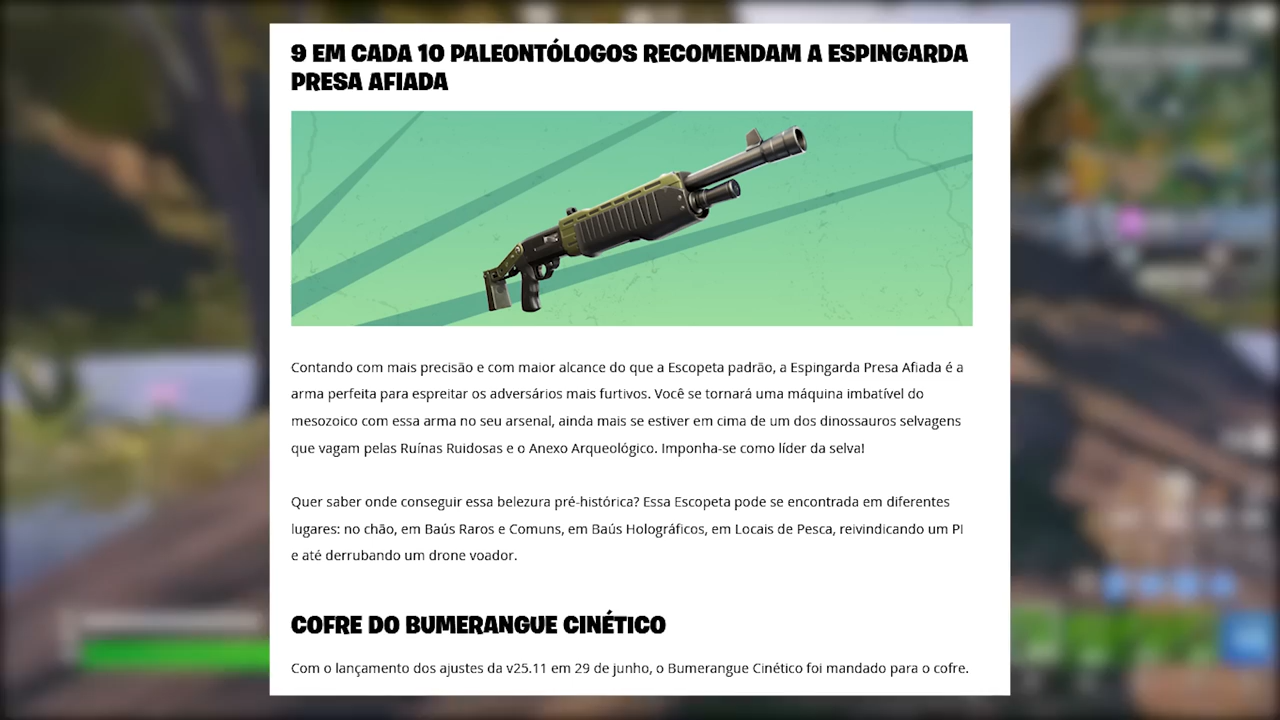 9 EM CADA 10 PALEONTÓLOGOS RECOMENDAM A ESPINGARDA
PRESA AFIADA
Contando com mais precisão e com maior alcance do que a Escopeta padrão, a Espingarda Presa Afiada é a
arma perfeita para espreitar os adversários mais furtivos. Você se tornará uma máquina imbatível do
mesozoico com essa arma no seu arsenal, ainda mais se estiver em cima de um dos dinossauros selvagens
que vagam pelas Ruínas Ruidosas e o Anexo Arqueológico. Imponha-se como líder da selva!
Quer saber onde conseguir essa belezura pré-histórica? Essa Escopeta pode se encontrada em diferentes
lugares: no chão, em Baús Raros e Comuns, em Baús Holográficos, em Locais de Pesca, reivindicando um PI
e até derrubando um drone voador.
COFRE DO BUMERANGUE CINÉTICO
Com o lançamento dos ajustes da v25.11 em 29 de junho, o Bumerangue Cinético foi mandado para o cofre.